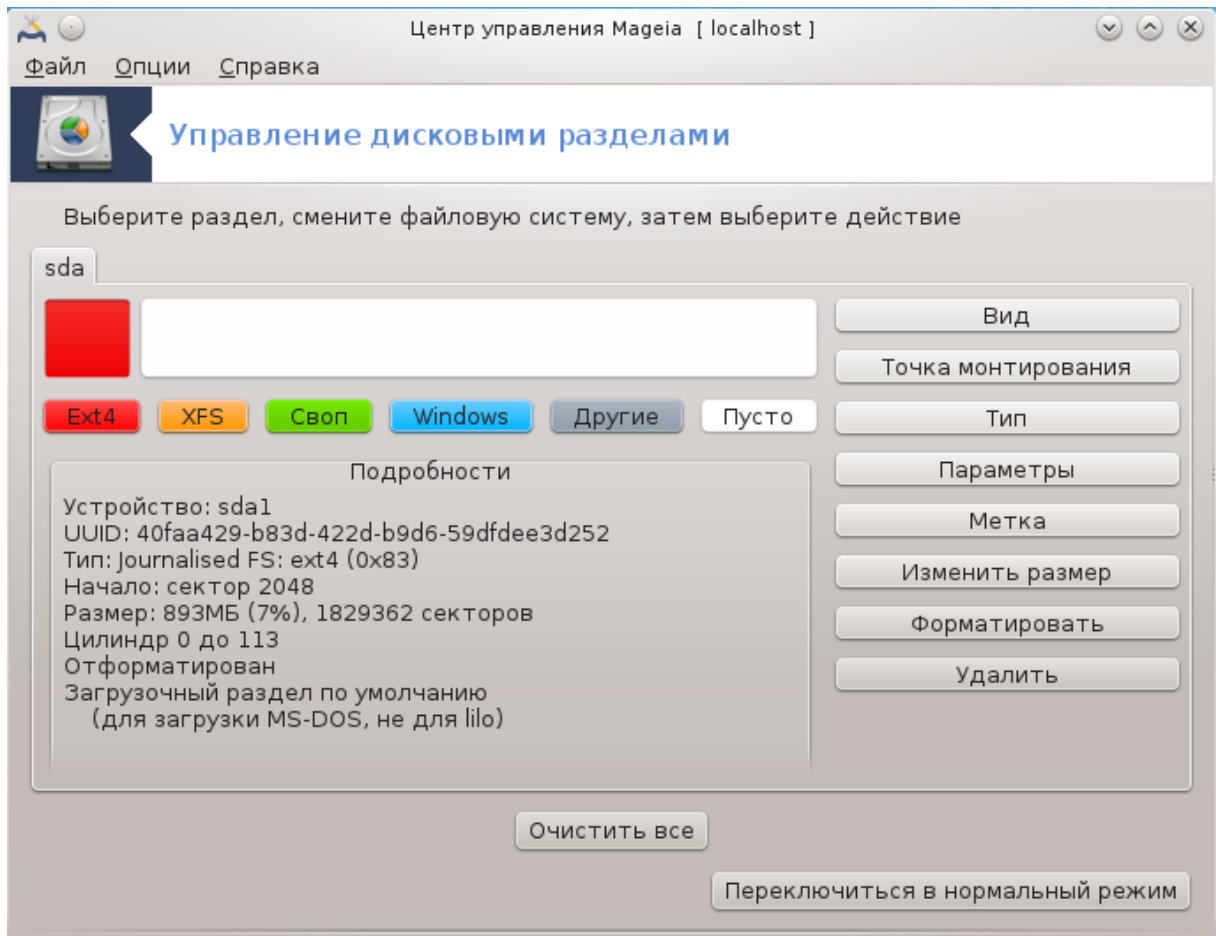 Центр управления Mageia [ localhost ]
Файл Опции Справка
Управление дисковыми разделами
Выберите раздел, смените файловую систему, затем выберите действие
sda
Вид
Точка монтирования
Ext4 XFS Своп Windows Другие Пусто
Тип
Подробности
Параметры
Устройство: sda1
UUID: 40faa429-b83d-422d-b9d6-59dfdee3d252
Метка
Тип: Journalised FS: ext4 (0x83)
Начало: сектор 2048
Изменить размер
Размер: 893МБ (7%), 1829362 секторов
Форматировать
Цилиндр 0 до 113
Отформатирован
Удалить
Загрузочный раздел по умолчанию
(для загрузки MS-DOS, не для lilo)
Очистить все
Переключиться в нормальный режим